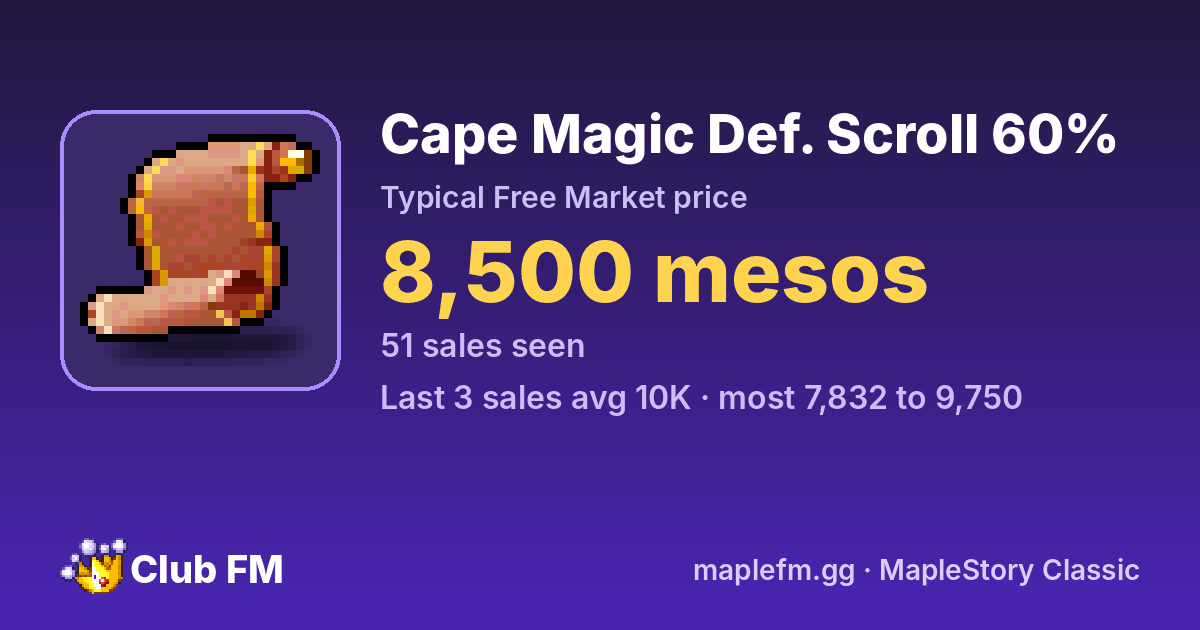 Cape Magic Def. Scroll 60%
Typical Free Market price
8,500 mesos
51 sales seen
Last 3 sales avg 10K · most 7,832 to 9,750
Club FM
maplefm.gg · MapleStory Classic